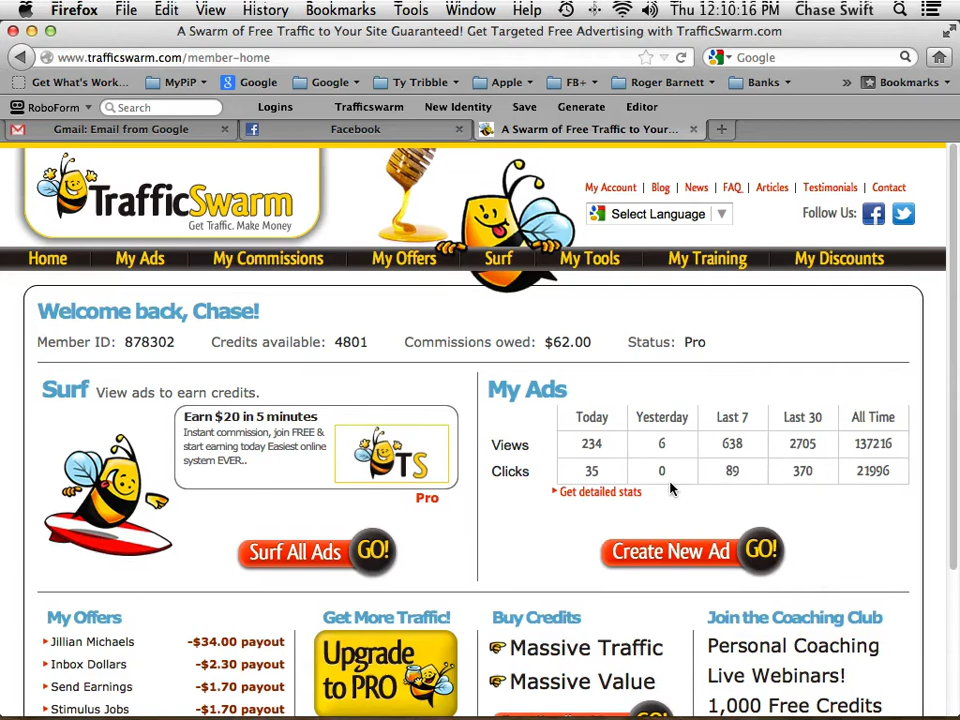 Firefox File Edit View History Bookmarks Tools Window Help Thu 12:10:16 PM Chase Swift
A Swarm of Free Traffic to Your Site Guaranteed! Get Targeted Free Advertising with TrafficSwarm.com
www.trafficswarm.com/member-home Google
Get What's Work... MyPiP Google Google Ty Tribble Apple FB+ Roger Barnett Banks » Bookmarks
RoboForm Search Logins Trafficswarm New Identity Save Generate Editor
Gmail: Email from Google Facebook A Swarm of Free Traffic to Your...
TrafficSwarm
Get Traffic. Make Money
My Account Blog News FAQ Articles Testimonials Contact
Select Language Follow Us:
Home My Ads My Commissions My Offers Surf My Tools My Training My Discounts
Welcome back, Chase!
Member ID: 878302 Credits available: 4801 Commissions owed: $62.00 Status: Pro
Surf View ads to earn credits.
Earn $20 in 5 minutes
Instant commission, join FREE &
start earning today Easiest online
system EVER..
TS
Pro
Surf All Ads GO!
My Ads
Today Yesterday Last 7 Last 30 All Time
Views 234 6 638 2705 137216
Clicks 35 0 89 370 21996
Get detailed stats
Create New Ad GO!
My Offers
Jillian Michaels -$34.00 payout
Inbox Dollars -$2.30 payout
Send Earnings -$1.70 payout
Stimulus Jobs -$1.70 payout
Get More Traffic!
Upgrade
to PRO
Buy Credits
Massive Traffic
Massive Value
GO!
Join the Coaching Club
Personal Coaching
Live Webinars!
1,000 Free Credits